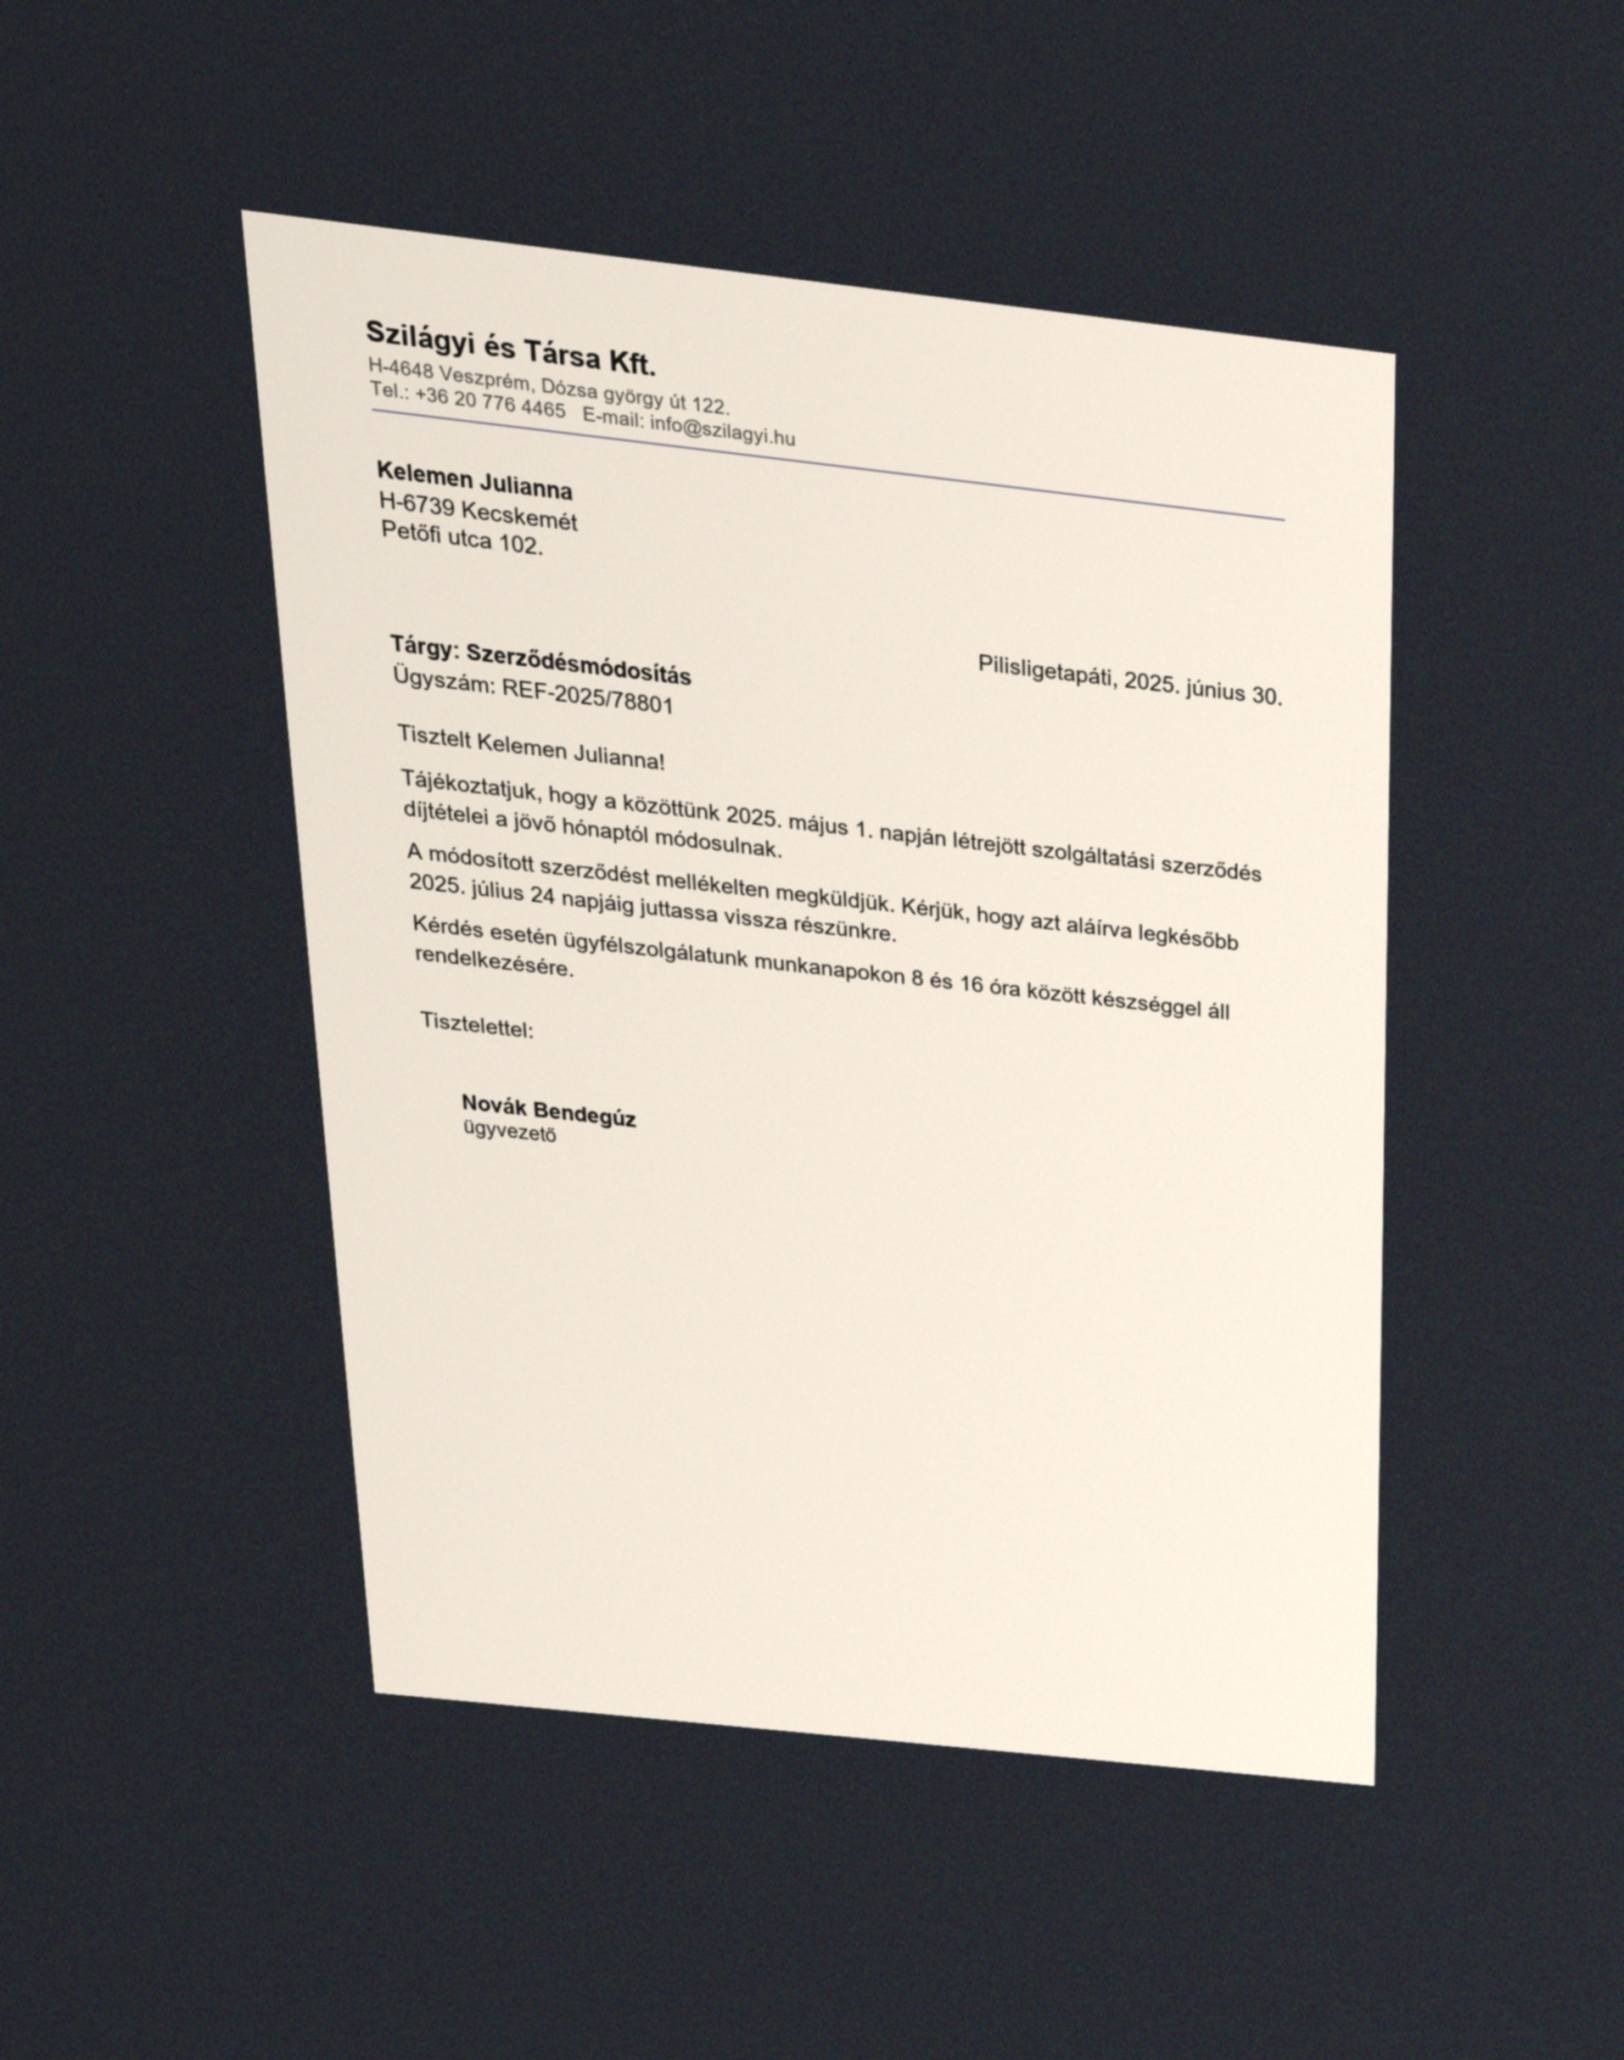 Szilágyi és Társa Kft.
H-4648 Veszprém, Dózsa györgy út 122.
Tel.: +36 20 776 4465 E-mail: info@szilagyi.hu
Kelemen Julianna
H-6739 Kecskemét
Petőfi utca 102.
Pilisligetapáti, 2025. június 30.
Tárgy: Szerződésmódosítás
Ügyszám: REF-2025/78801
Tisztelt Kelemen Julianna!
Tájékoztatjuk, hogy a közöttünk 2025. május 1. napján létrejött szolgáltatási szerződés
díjtételei a jövő hónaptól módosulnak.
A módosított szerződést mellékelten megküldjük. Kérjük, hogy azt aláírva legkésőbb
2025. július 24 napjáig juttassa vissza részünkre.
Kérdés esetén ügyfélszolgálatunk munkanapokon 8 és 16 óra között készséggel áll
rendelkezésére.
Tisztelettel:
Novák Bendegúz
ügyvezető